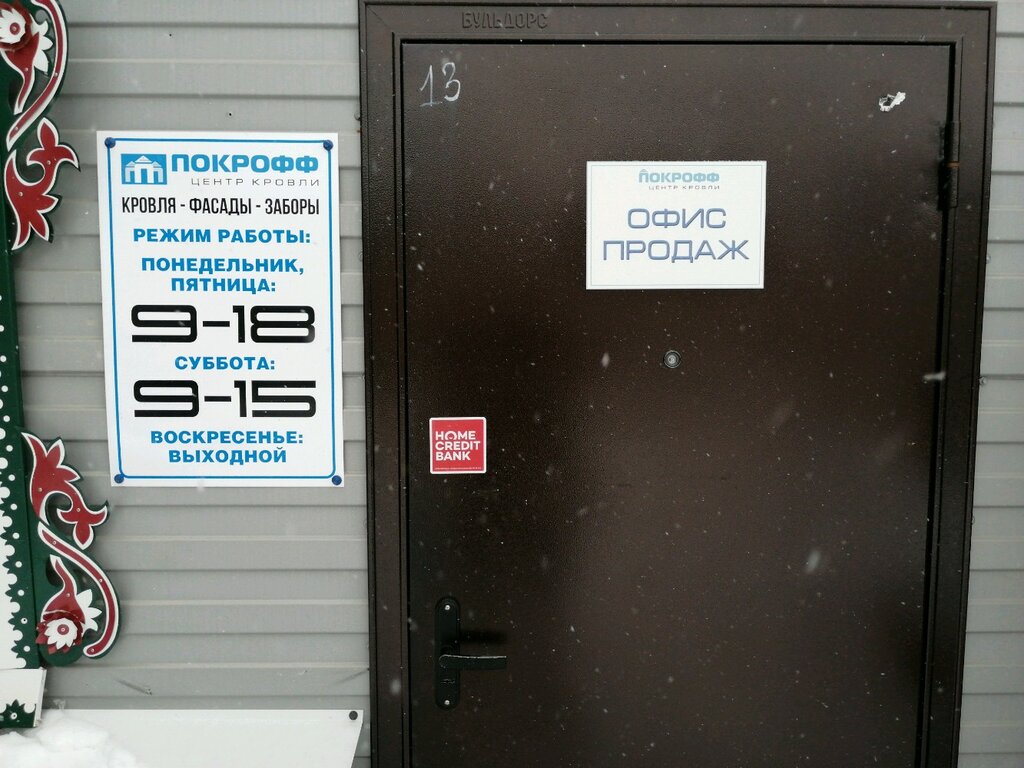 БУЛЬДОРС
13
ПОКРОФФ
ЦЕНТР КРОВЛИ
КРОВЛЯ - ФАСАДЫ - ЗАБОРЫ
РЕЖИМ РАБОТЫ:
ПОНЕДЕЛЬНИК,
ПЯТНИЦА:
9-18
СУББОТА:
9-15
ВОСКРЕСЕНЬЕ:
ВЫХОДНОЙ
ПОКРОФФ
ЦЕНТР КРОВЛИ
ОФИС
ПРОДАЖ
HOME
CREDIT
BANK